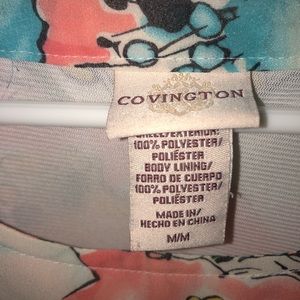 COVINGTON
SHELL/EXTERIOR:
100% POLYESTER/
POLIÉSTER
BODY LINING/
FORRO DE CUERPO
100% POLYESTER/
POLIÉSTER
MADE IN/
HECHO EN CHINA
M/M